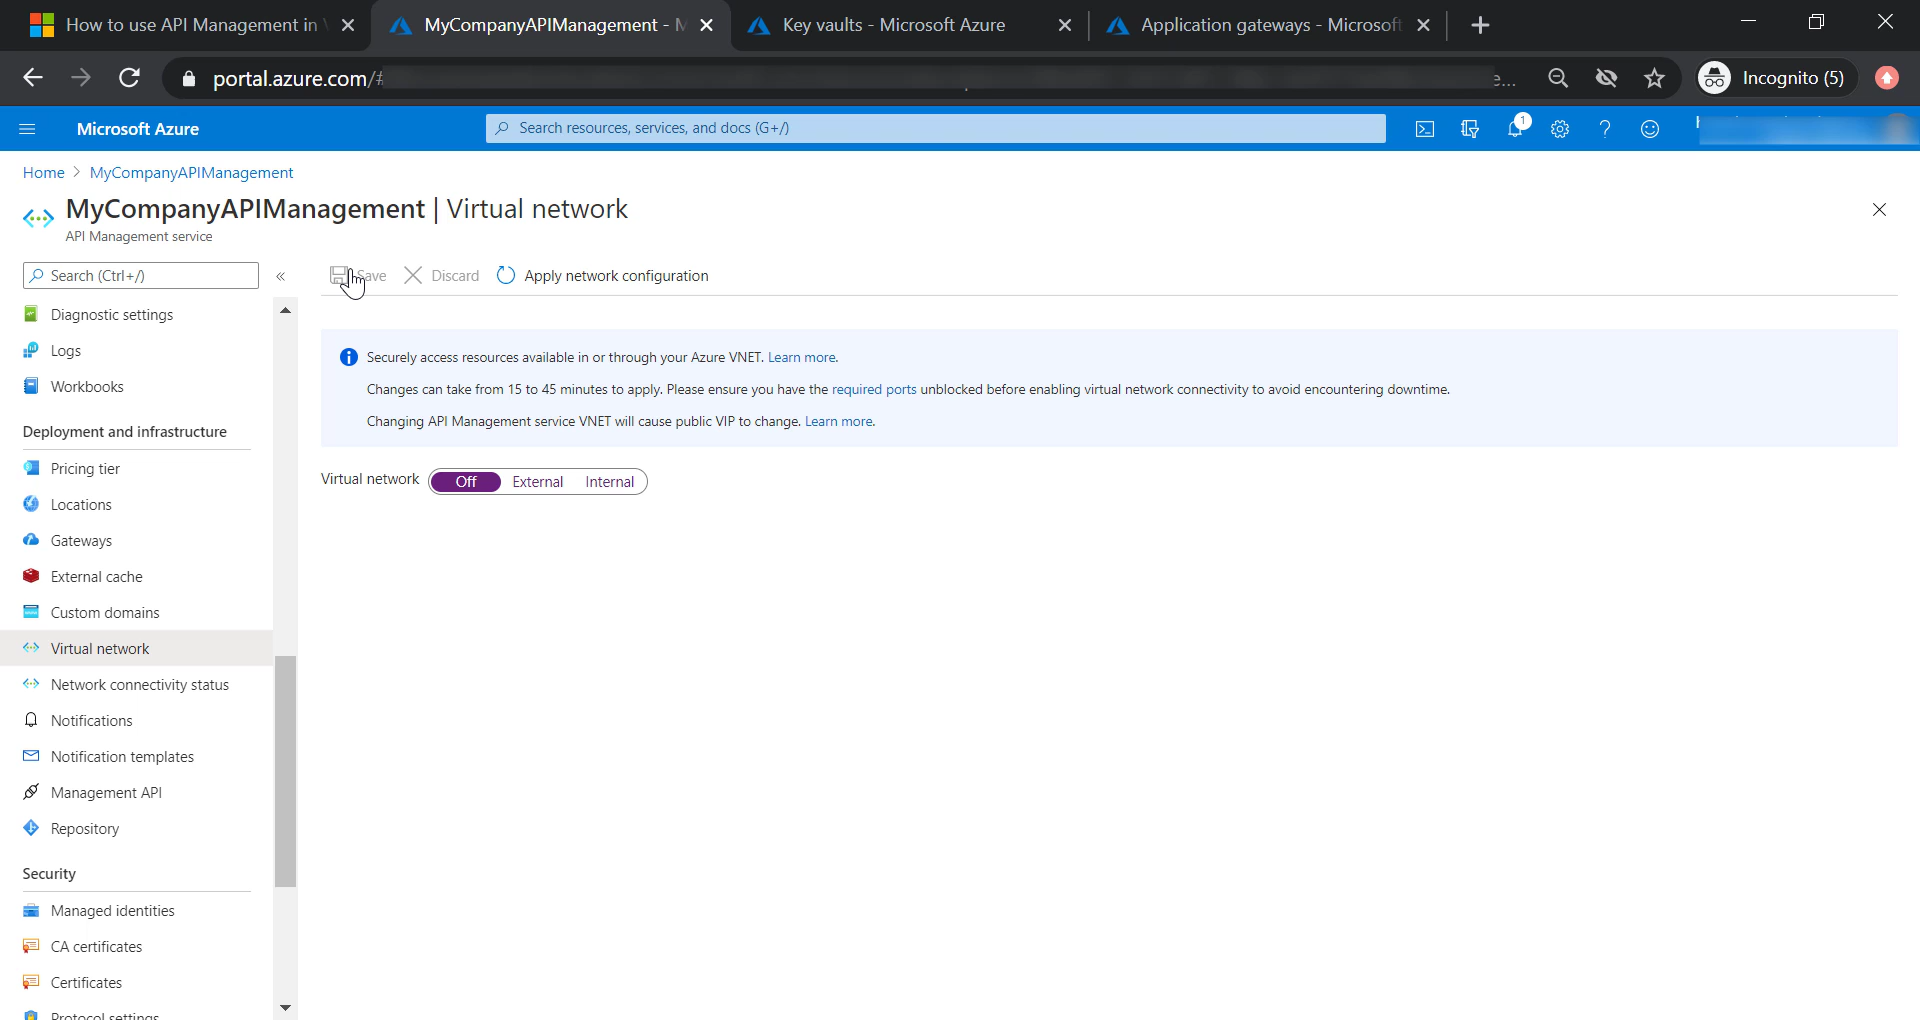 How to use API Management in
MyCompanyAPIManagement -
Key vaults - Microsoft Azure
Application gateways - Microsoft
portal.azure.com/#
e...
Incognito (5)
Microsoft Azure
Search resources, services, and docs (G+/)
1
Home > MyCompanyAPIManagement
MyCompanyAPIManagement | Virtual network
API Management service
Search (Ctrl+/)
«
Save
Discard
Apply network configuration
Diagnostic settings
Logs
Workbooks
Deployment and infrastructure
Pricing tier
Locations
Gateways
External cache
Custom domains
Virtual network
Network connectivity status
Notifications
Notification templates
Management API
Repository
Security
Managed identities
CA certificates
Certificates
Protocol settings
Securely access resources available in or through your Azure VNET. Learn more.
Changes can take from 15 to 45 minutes to apply. Please ensure you have the required ports unblocked before enabling virtual network connectivity to avoid encountering downtime.
Changing API Management service VNET will cause public VIP to change. Learn more.
Virtual network
Off External Internal